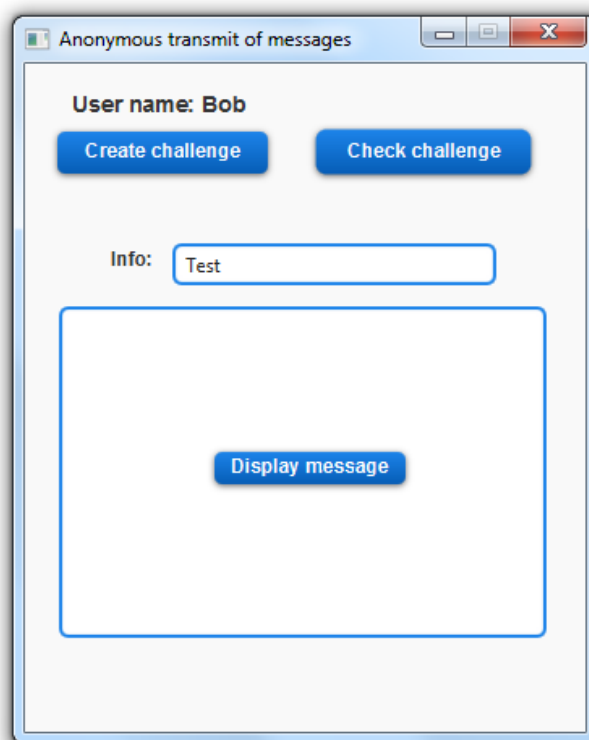 Anonymous transmit of messages
User name: Bob
Create challenge
Check challenge
Info:
Test
Display message